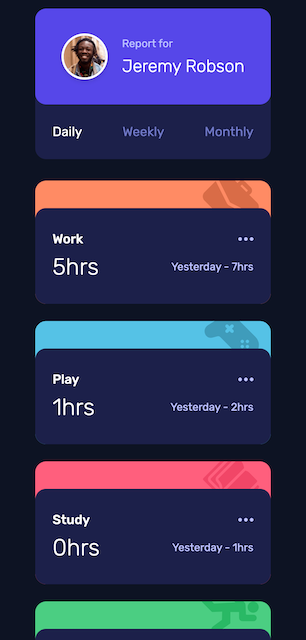 Report for
Jeremy Robson
Daily Weekly Monthly
Work
5hrs Yesterday - 7hrs
Play
1hrs Yesterday - 2hrs
Study
0hrs Yesterday - 1hrs